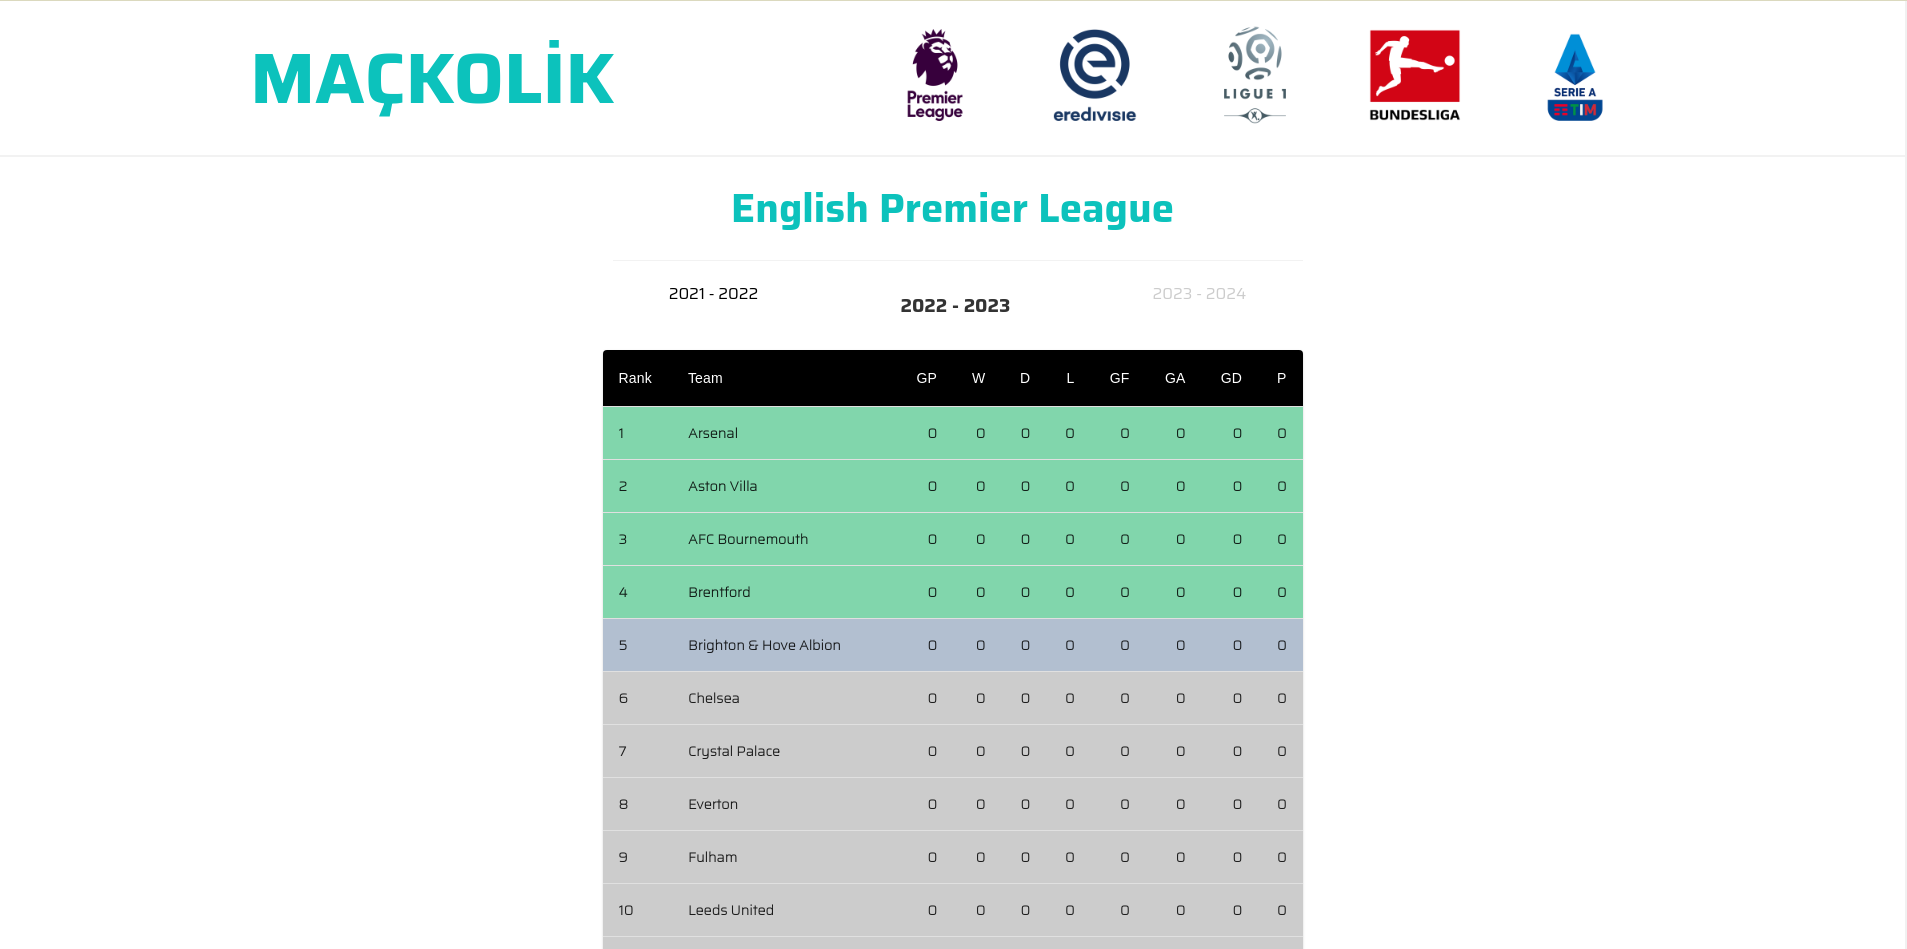 MAÇKOLİK
Premier
League
eredivisie
LIGUE 1
BUNDESLIGA
SERIE A
TIM
English Premier League
2021 - 2022
2022 - 2023
2023 - 2024
Rank Team GP W D L GF GA GD P
1 Arsenal 0 0 0 0 0 0 0 0
2 Aston Villa 0 0 0 0 0 0 0 0
3 AFC Bournemouth 0 0 0 0 0 0 0 0
4 Brentford 0 0 0 0 0 0 0 0
5 Brighton & Hove Albion 0 0 0 0 0 0 0 0
6 Chelsea 0 0 0 0 0 0 0 0
7 Crystal Palace 0 0 0 0 0 0 0 0
8 Everton 0 0 0 0 0 0 0 0
9 Fulham 0 0 0 0 0 0 0 0
10 Leeds United 0 0 0 0 0 0 0 0